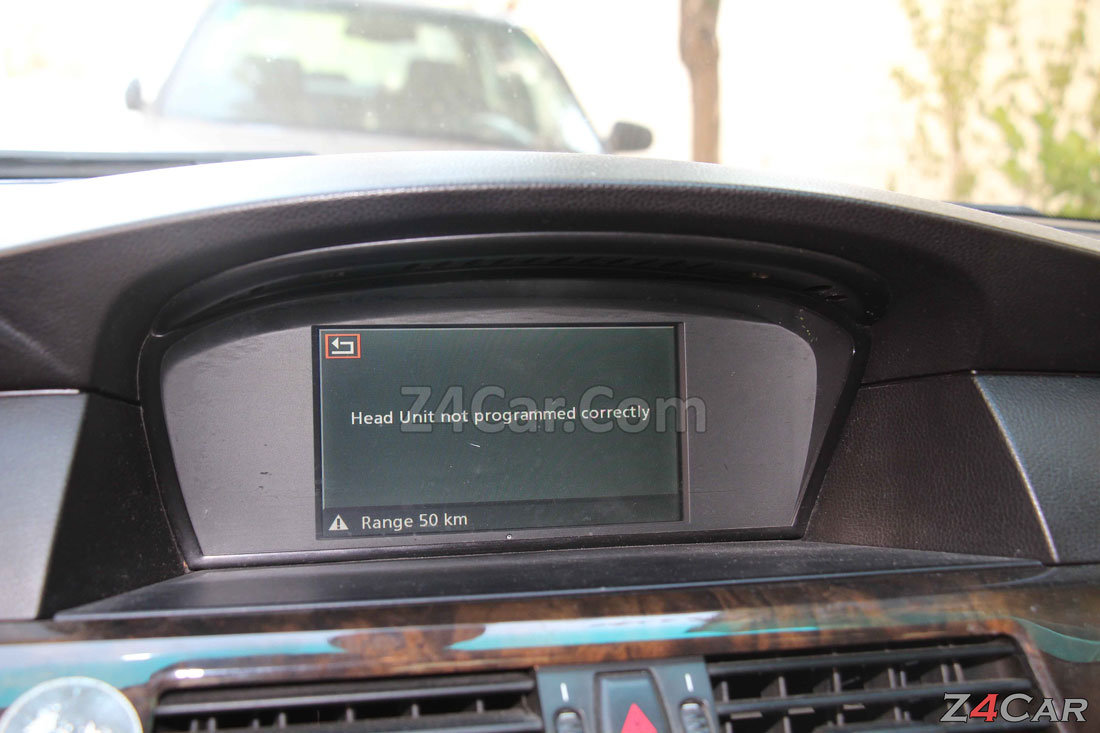 Head Unit not programmed correctly
Z4Car.Com
Range 50 km
Z4CAR